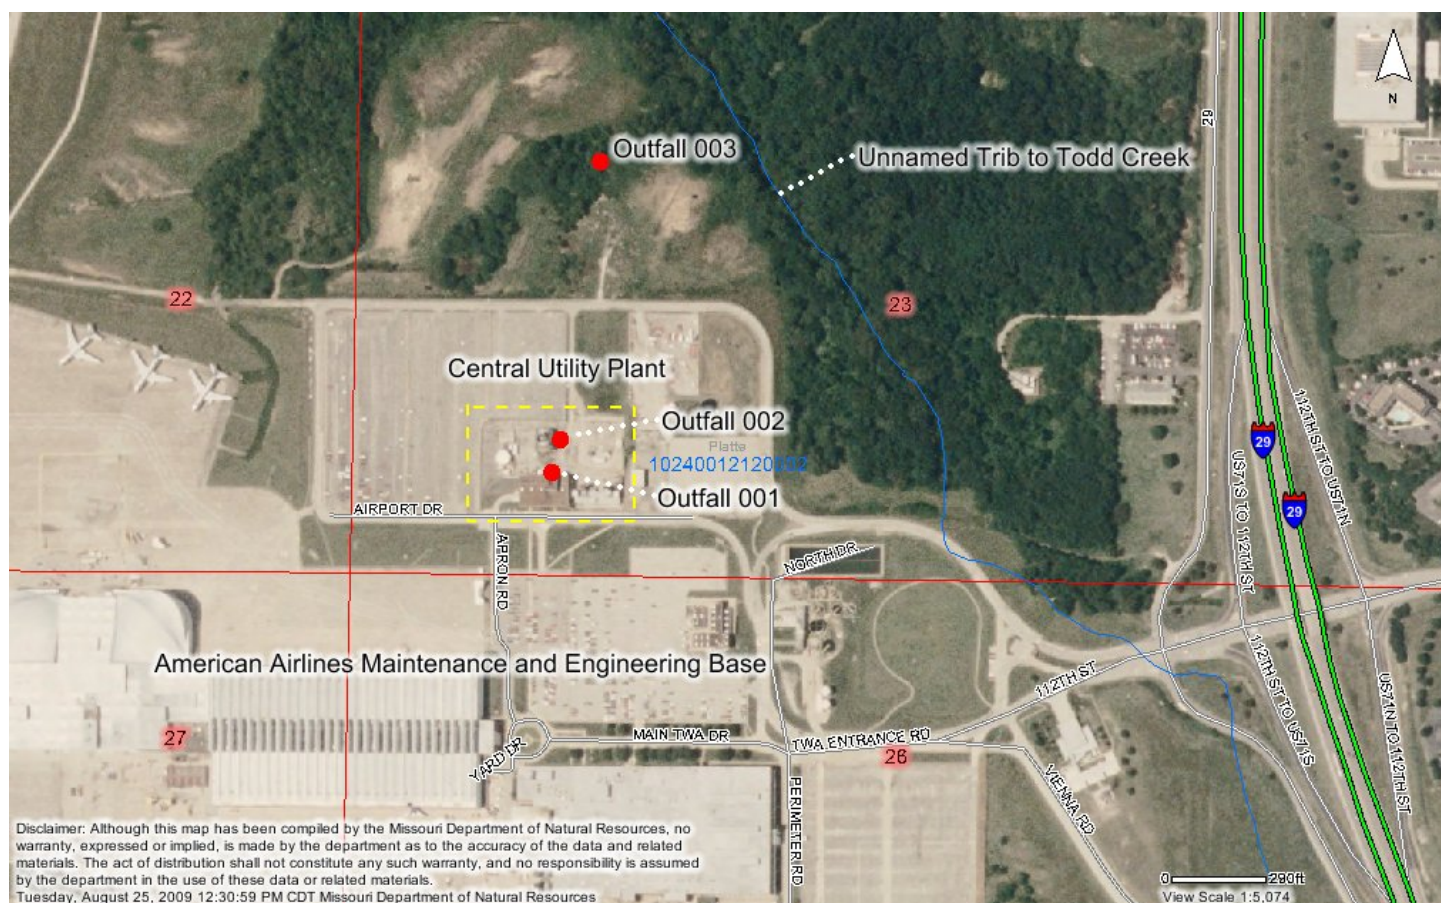 N
29
Outfall 003
Unnamed Trib to Todd Creek
22
23
Central Utility Plant
Outfall 002
Platte
Outfall 001
29
29
112TH ST TO US71N
US71S TO 112TH ST
AIRPORT DR
APRON RD
NORTH DR
American Airlines Maintenance and Engineering Base
112TH ST
112TH ST TO US71S
US71N TO 112TH ST
27
MAIN TWA DR
TWA ENTRANCE RD
26
YARD DR
PERIMETER RD
VIENNA RD
Disclaimer: Although this map has been compiled by the Missouri Department of Natural Resources, no
warranty, expressed or implied, is made by the department as to the accuracy of the data and related
materials. The act of distribution shall not constitute any such warranty, and no responsibility is assumed
by the department in the use of these data or related materials.
Tuesday, August 25, 2009 12:30:59 PM CDT Missouri Department of Natural Resources
0 290ft
View Scale 1:5,074